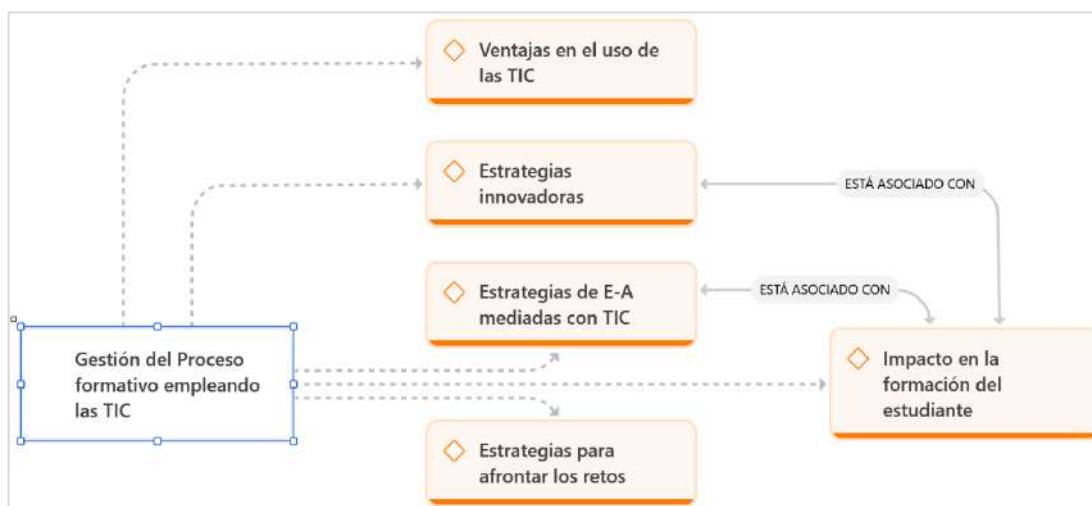 Ventajas en el uso de
las TIC
Estrategias
innovadoras
ESTÁ ASOCIADO CON
Estrategias de E-A
mediadas con TIC
ESTÁ ASOCIADO CON
Gestión del Proceso
formativo empleando
las TIC
Impacto en la
formación del
estudiante
Estrategias para
afrontar los retos